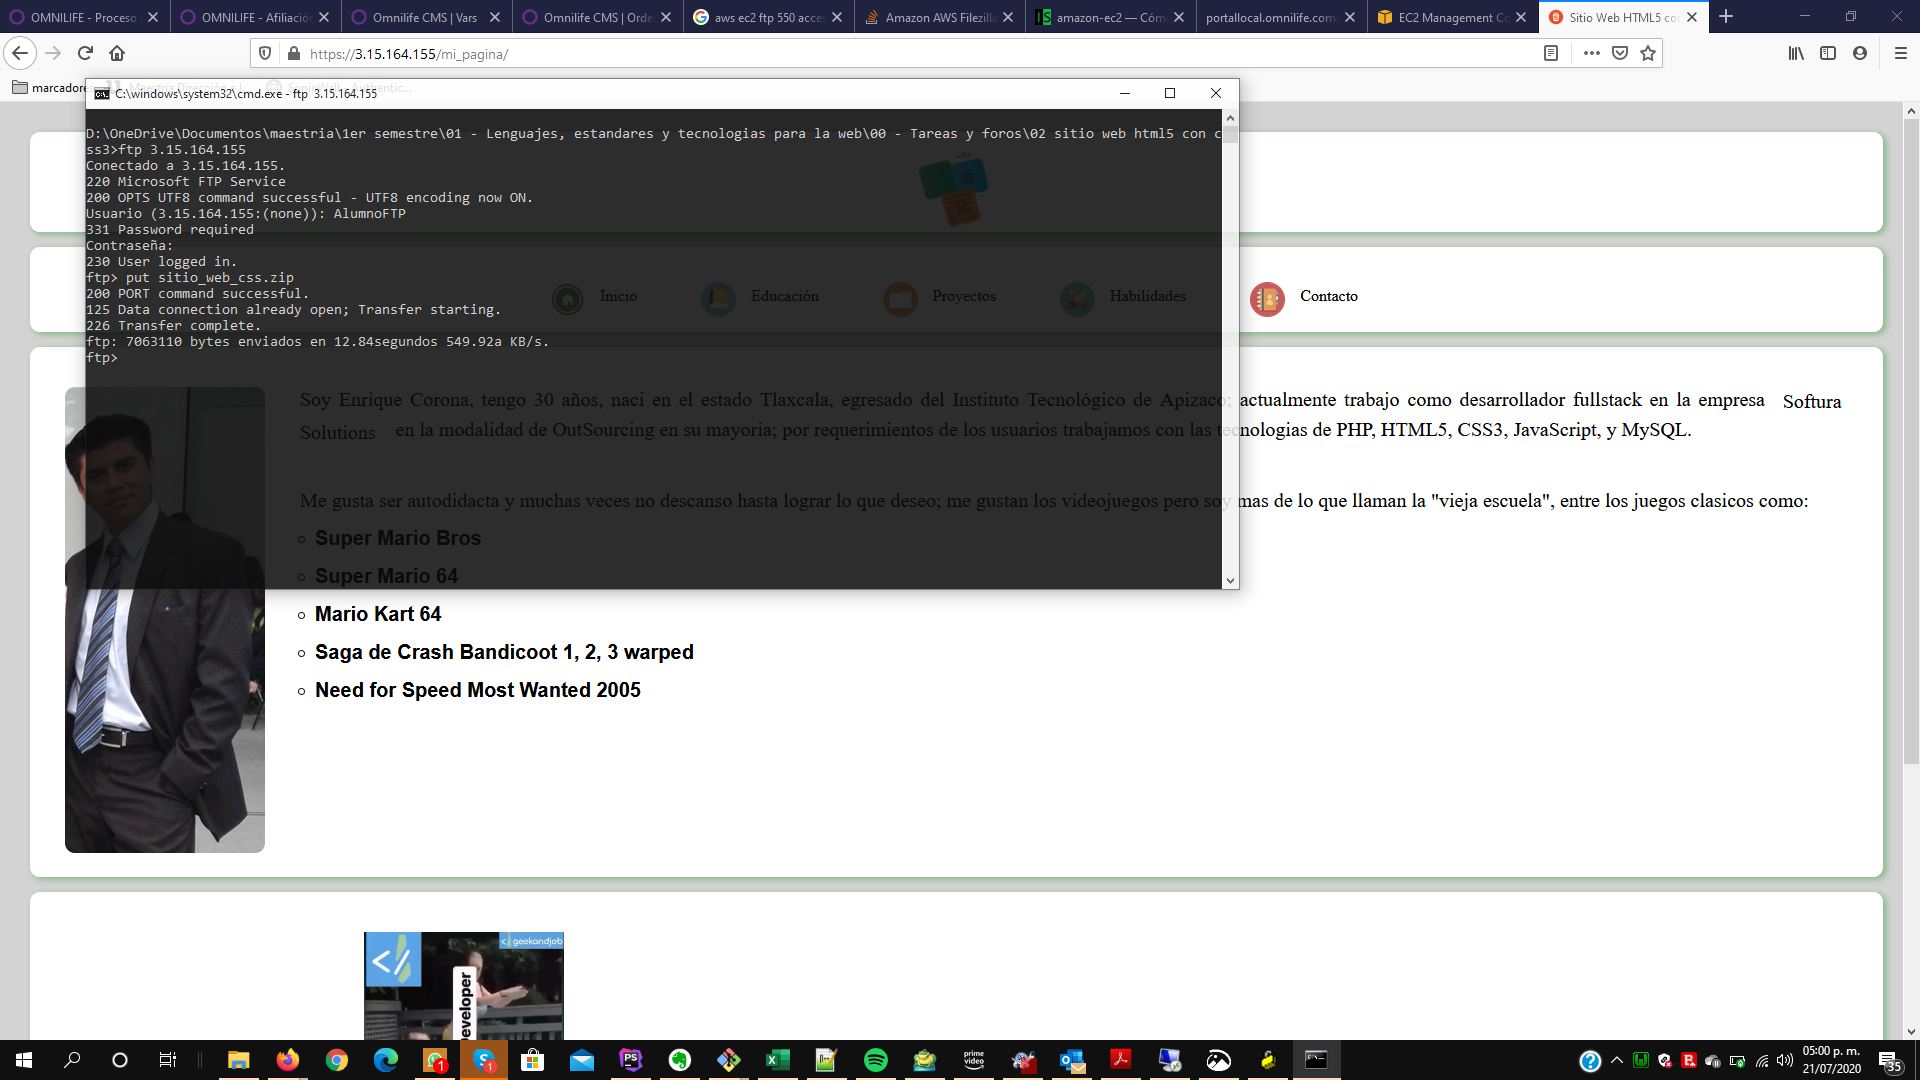 OMNILIFE - Proceso
OMNILIFE - Afiliació
Omnilife CMS | Vars
Omnilife CMS | Orde
aws ec2 ftp 550 acces
Amazon AWS Filezilla
amazon-ec2 — Cóm
portallocal.omnilife.com
EC2 Management Co
Sitio Web HTML5 co
https://3.15.164.155/mi_pagina/
marcadores
C:\windows\system32\cmd.exe - ftp 3.15.164.155
D:\OneDrive\Documentos\maestria\1er semestre\01 - Lenguajes, estandares y tecnologias para la web\00 - Tareas y foros\02 sitio web html5 con c
ss3>ftp 3.15.164.155
Conectado a 3.15.164.155.
220 Microsoft FTP Service
200 OPTS UTF8 command successful - UTF8 encoding now ON.
Usuario (3.15.164.155:(none)): AlumnoFTP
331 Password required
Contraseña:
230 User logged in.
ftp> put sitio_web_css.zip
200 PORT command successful.
125 Data connection already open; Transfer starting.
226 Transfer complete.
ftp: 7063110 bytes enviados en 12.84segundos 549.92a KB/s.
ftp>
Inicio
Educación
Proyectos
Habilidades
Contacto
Soy Enrique Corona, tengo 30 años, naci en el estado Tlaxcala, egresado del Instituto Tecnológico de Apizaco; actualmente trabajo como desarrollador fullstack en la empresa Softura
Solutions en la modalidad de OutSourcing en su mayoria; por requerimientos de los usuarios trabajamos con las tecnologias de PHP, HTML5, CSS3, JavaScript, y MySQL.
Me gusta ser autodidacta y muchas veces no descanso hasta lograr lo que deseo; me gustan los videojuegos pero soy mas de lo que llaman la "vieja escuela", entre los juegos clasicos como:
Super Mario Bros
Super Mario 64
Mario Kart 64
Saga de Crash Bandicoot 1, 2, 3 warped
Need for Speed Most Wanted 2005
</> geekandjob
</>
eveloper
PS
prime
video
05:00 p. m.
21/07/2020
35